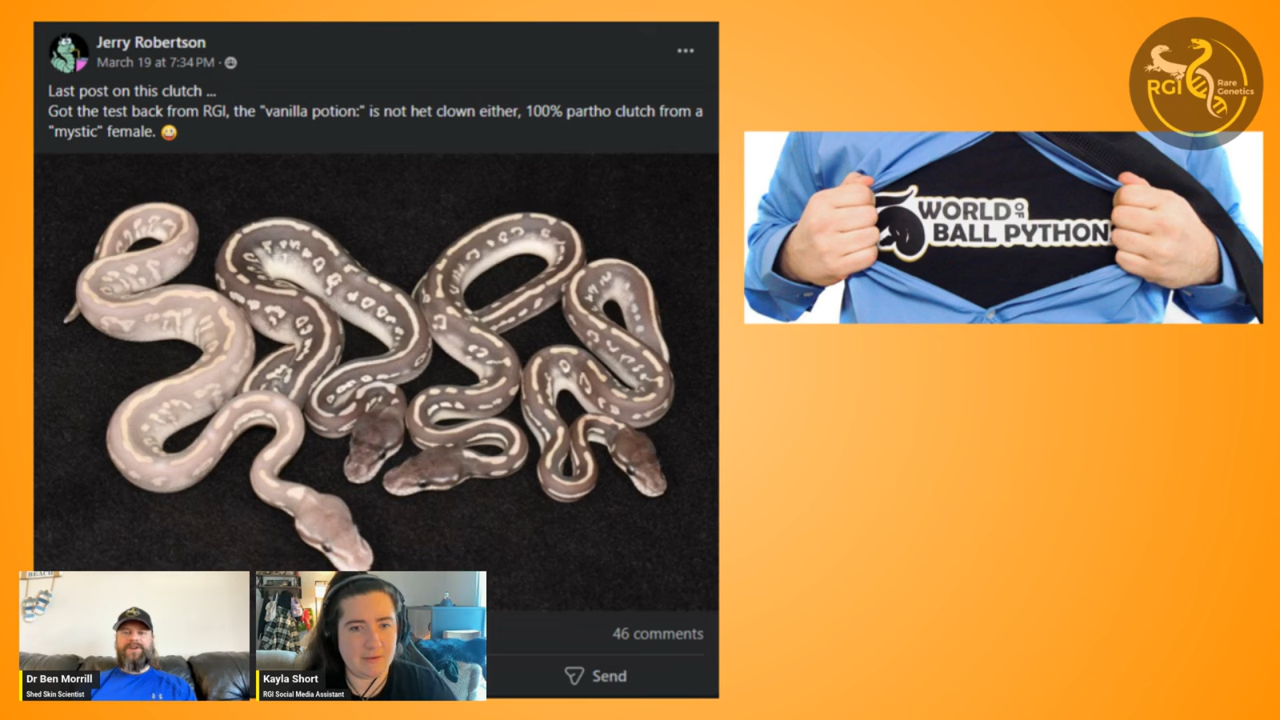 Jerry Robertson
March 19 at 7:34 PM ·
Last post on this clutch ...
Got the test back from RGI, the "vanilla potion:" is not het clown either, 100% partho clutch from a
"mystic" female.
46 comments
Send
RGI Rare
Genetics
WORLD OF
BALL PYTHON
BEACH
Dr Ben Morrill
Shed Skin Scientist
Kayla Short
RGI Social Media Assistant